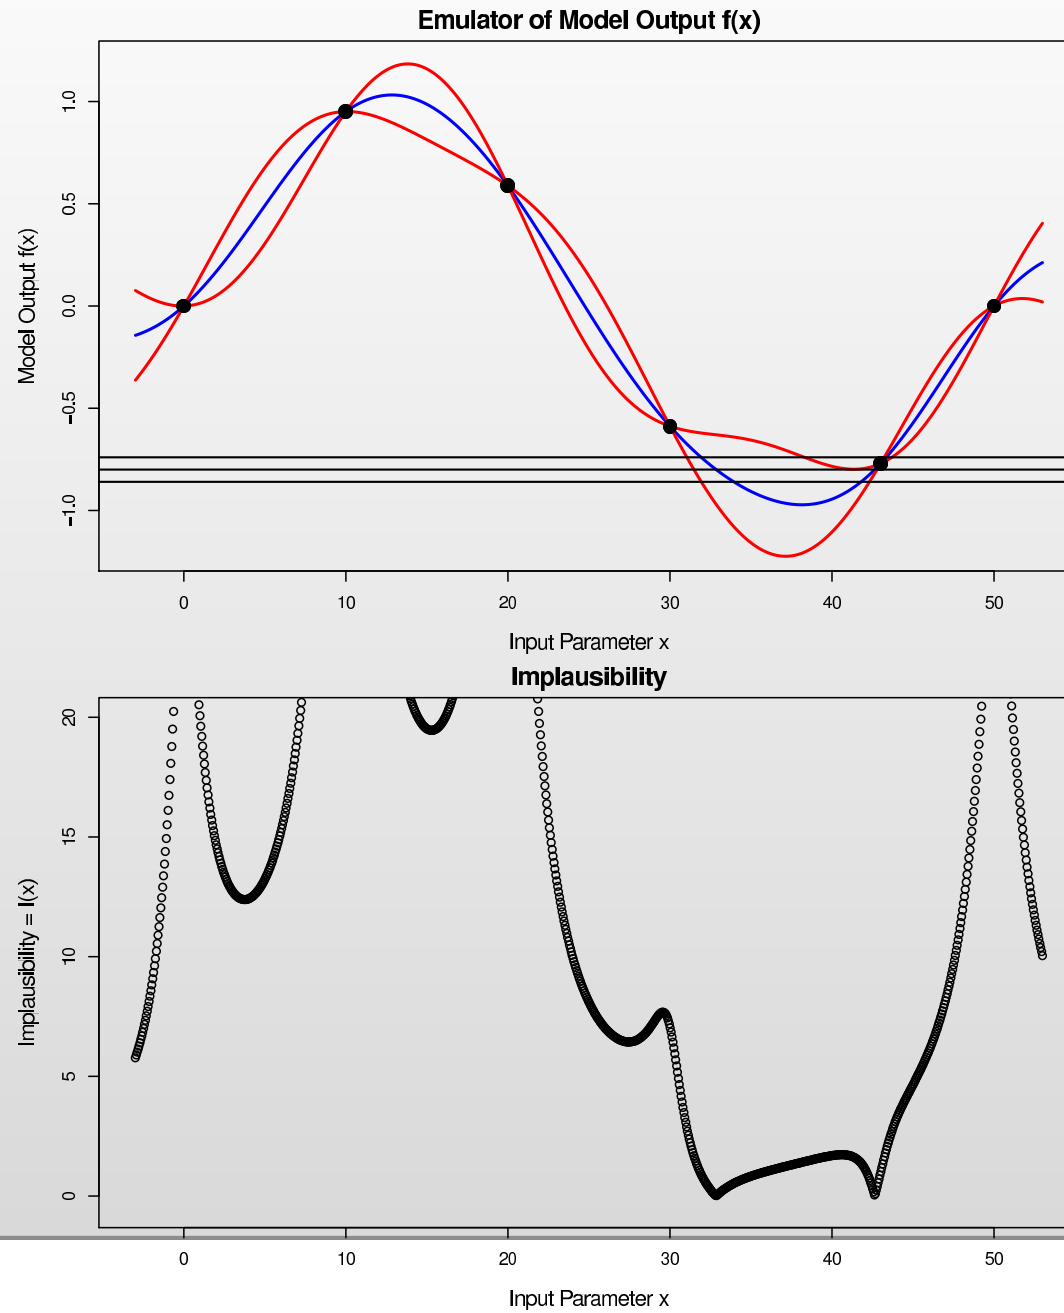 Emulator of Model Output f(x)
Model Output f(x)
1.0
0.5
0.0
−0.5
−1.0
0 10 20 30 40 50
Input Parameter x
Implausibility
Implausibility = I(x)
20
15
10
5
0
0 10 20 30 40 50
Input Parameter x